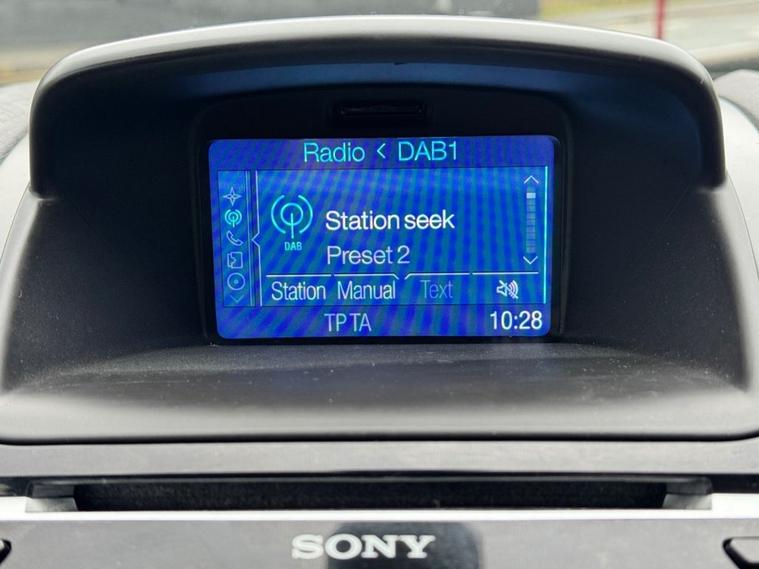 Radio < DAB1
DAB
Station seek
Preset 2
Station Manual Text
TP TA
10:28
SONY